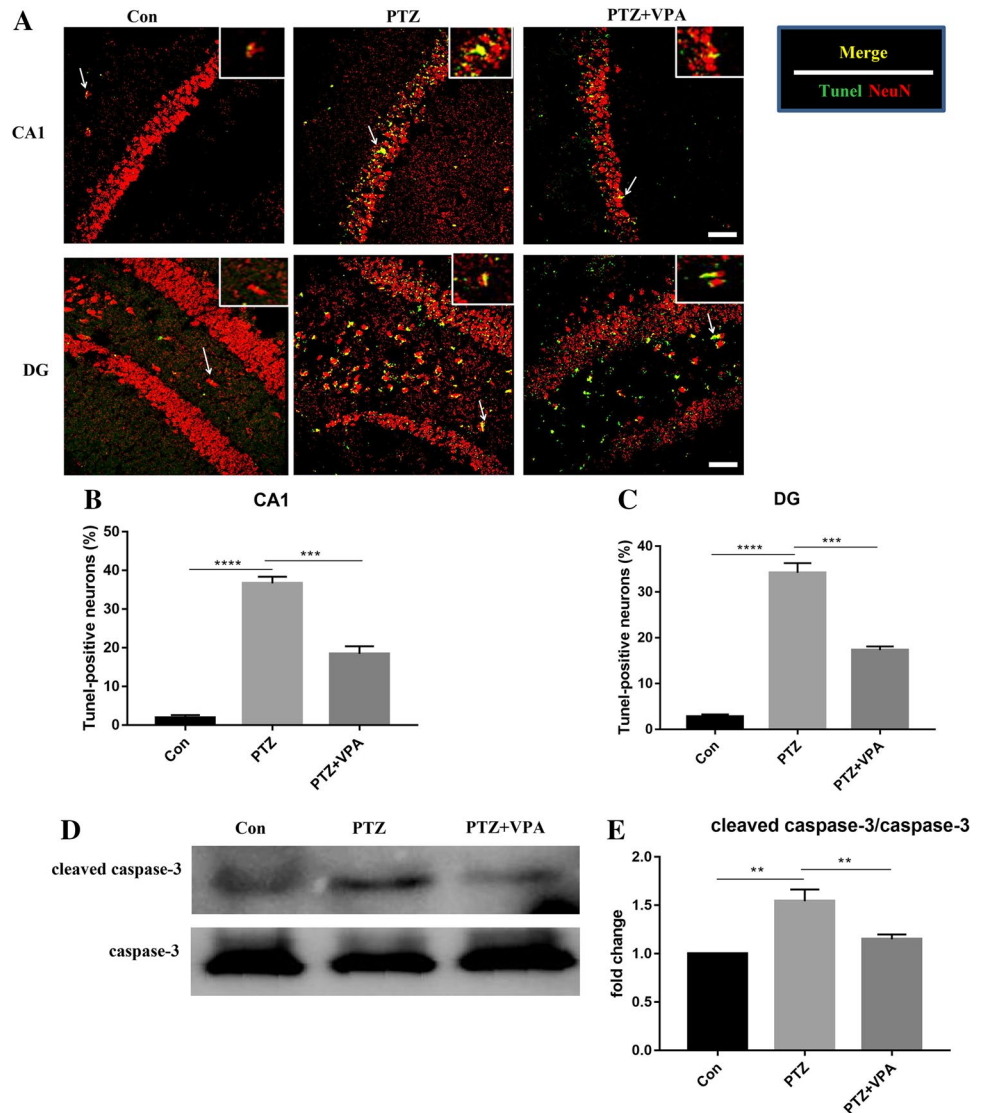 A
Con
PTZ
PTZ+VPA
Merge
Tunel NeuN
CA1
DG
B
CA1
Tunel-positive neurons (%)
50
40
30
20
10
0
****
***
Con
PTZ
PTZ+VPA
C
DG
Tunel-positive neurons (%)
40
30
20
10
0
****
***
Con
PTZ
PTZ+VPA
D
Con
PTZ
PTZ+VPA
cleaved caspase-3
caspase-3
E
cleaved caspase-3/caspase-3
fold change
2.0
1.5
1.0
0.5
0.0
**
**
Con
PTZ
PTZ+VPA